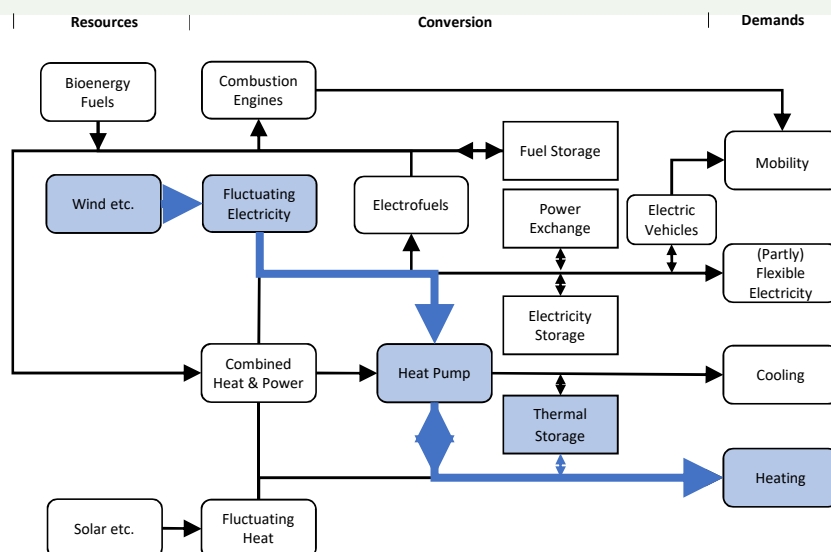 Resources
Conversion
Demands
Bioenergy
Fuels
Combustion
Engines
Fuel Storage
Mobility
Wind etc.
Fluctuating
Electricity
Electrofuels
Power
Exchange
Electric
Vehicles
(Partly)
Flexible
Electricity
Electricity
Storage
Combined
Heat & Power
Heat Pump
Cooling
Thermal
Storage
Heating
Solar etc.
Fluctuating
Heat